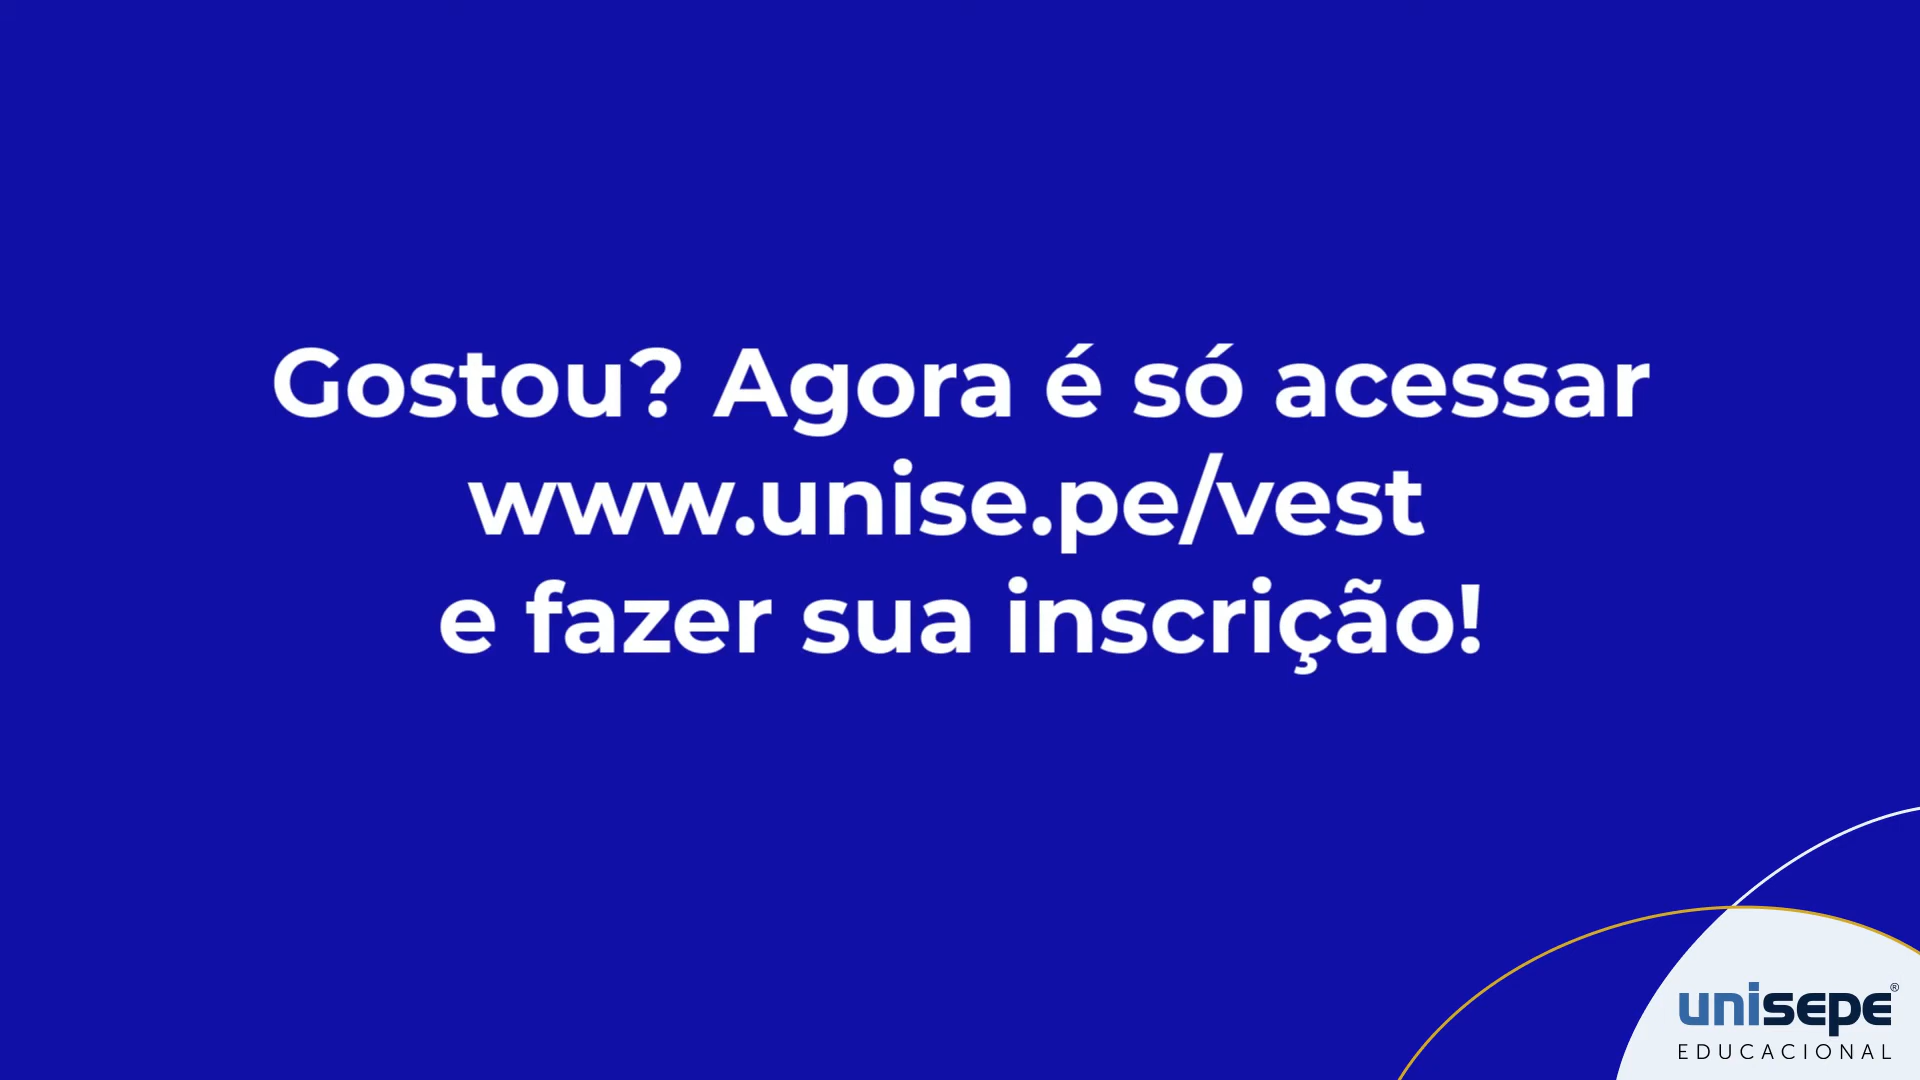 Gostou? Agora é só acessar
www.unise.pe/vest
e fazer sua inscrição!
unisepe®
EDUCACIONAL